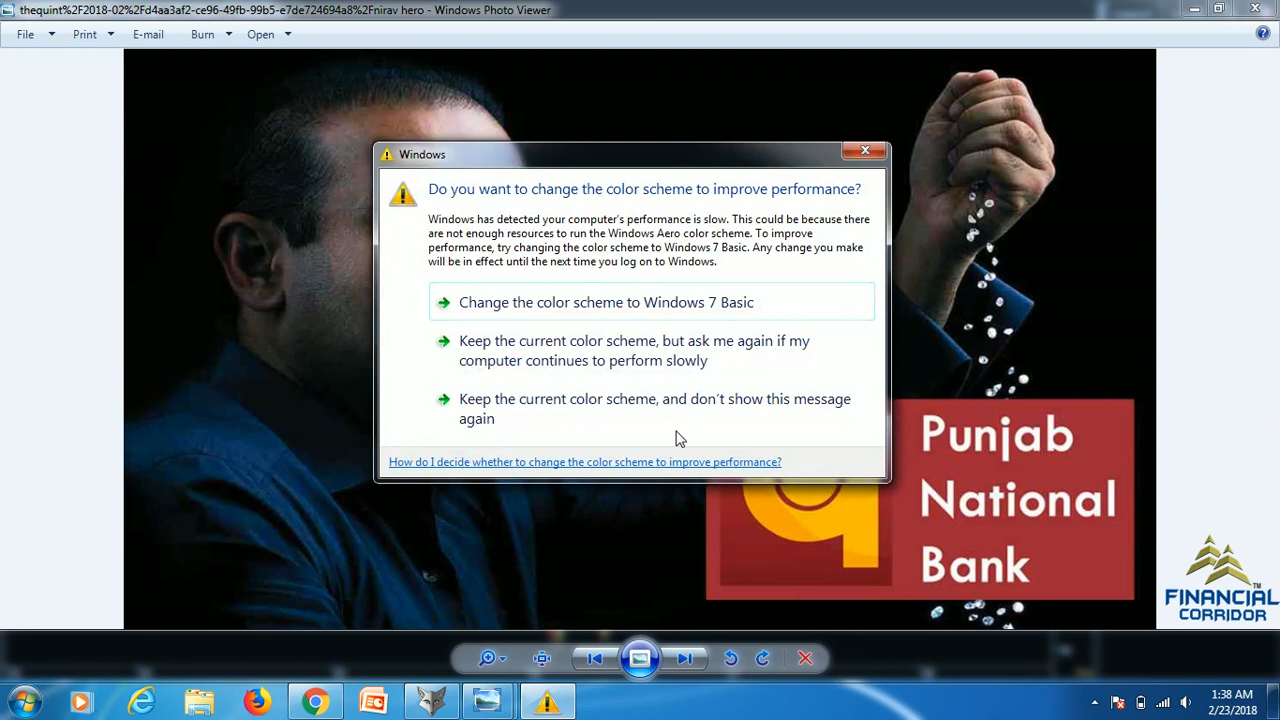 thequint%2F2018-02%2Fd4aa3af2-ce96-49fb-99b5-e7de724694a8%2Fnirav hero - Windows Photo Viewer
File Print E-mail Burn Open
Windows
Do you want to change the color scheme to improve performance?
Windows has detected your computer's performance is slow. This could be because there
are not enough resources to run the Windows Aero color scheme. To improve
performance, try changing the color scheme to Windows 7 Basic. Any change you make
will be in effect until the next time you log on to Windows.
Change the color scheme to Windows 7 Basic
Keep the current color scheme, but ask me again if my
computer continues to perform slowly
Keep the current color scheme, and don't show this message
again
How do I decide whether to change the color scheme to improve performance?
Punjab
National
Bank
FINANCIAL
CORRIDOR
TM
1:38 AM
2/23/2018